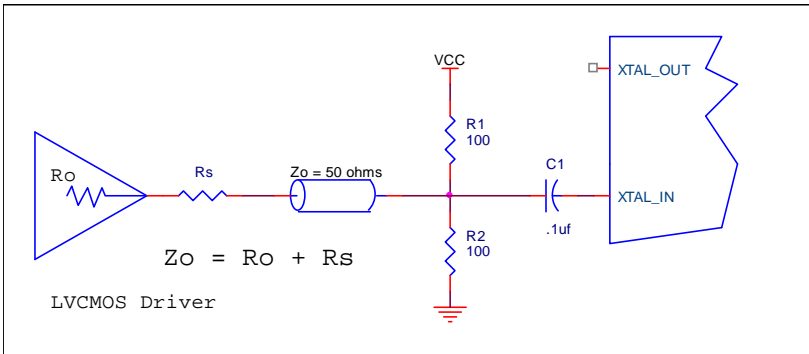 VCC
XTAL_OUT
R1
100
C1
Ro
Rs
Zo = 50 ohms
XTAL_IN
.1uf
R2
100
Zo = Ro + Rs
LVCMOS Driver